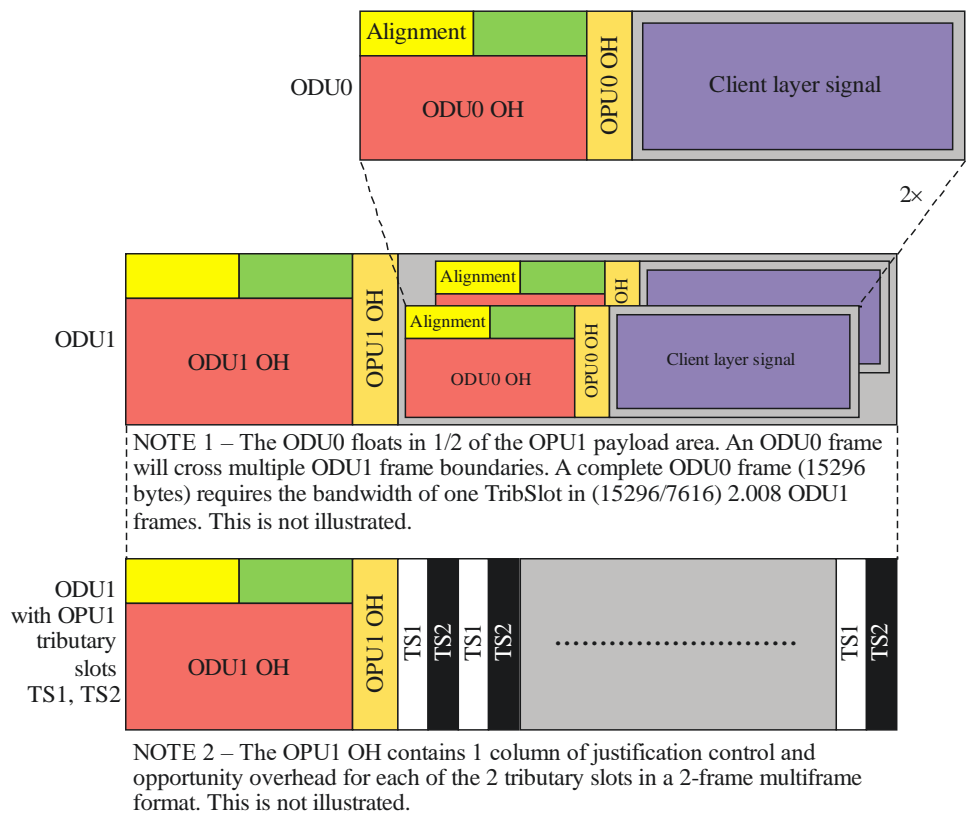 Alignment
ODU0
ODU0 OH
OPU0 OH
Client layer signal
2×
ODU1
ODU1 OH
OPU1 OH
Alignment
OH
Alignment
ODU0 OH
OPU0 OH
Client layer signal
NOTE 1 – The ODU0 floats in 1/2 of the OPU1 payload area. An ODU0 frame
will cross multiple ODU1 frame boundaries. A complete ODU0 frame (15296
bytes) requires the bandwidth of one TribSlot in (15296/7616) 2.008 ODU1
frames. This is not illustrated.
ODU1
with OPU1
tributary
slots
TS1, TS2
ODU1 OH
OPU1 OH
TS1
TS2
TS1
TS2
TS1
TS2
NOTE 2 – The OPU1 OH contains 1 column of justification control and
opportunity overhead for each of the 2 tributary slots in a 2-frame multiframe
format. This is not illustrated.